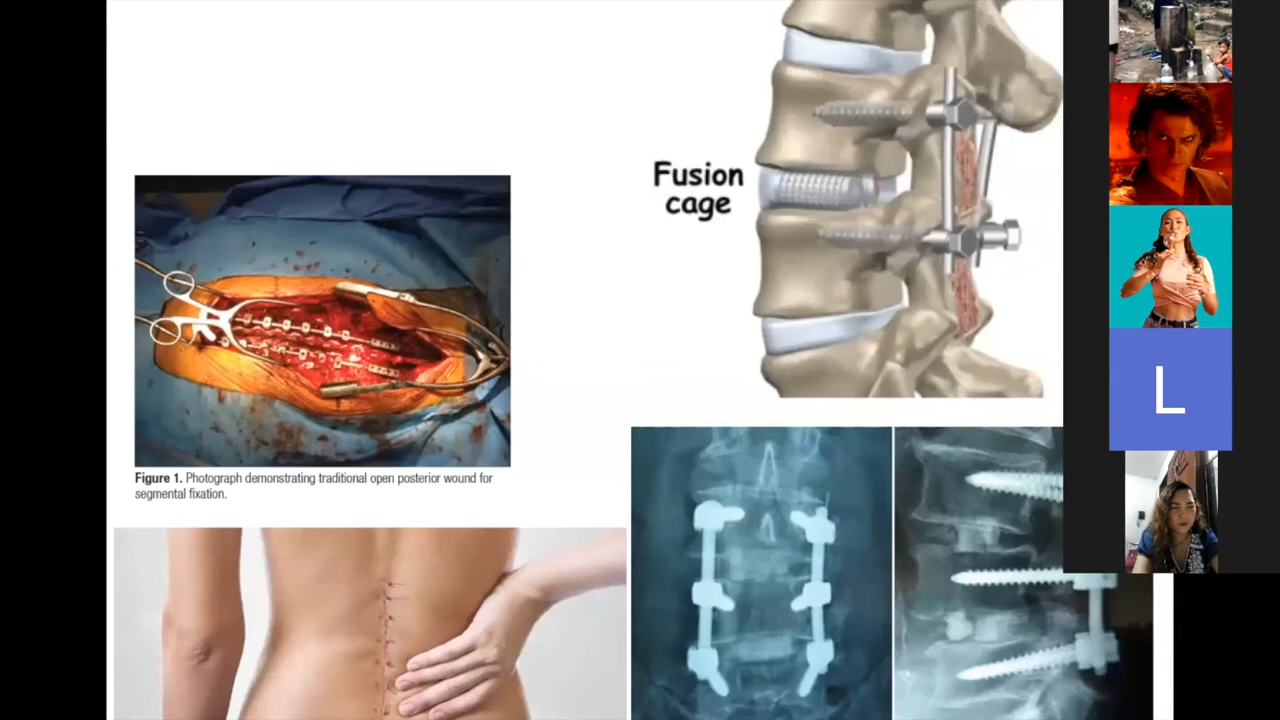 Fusion
cage
Figure 1. Photograph demonstrating traditional open posterior wound for
segmental fixation.
L